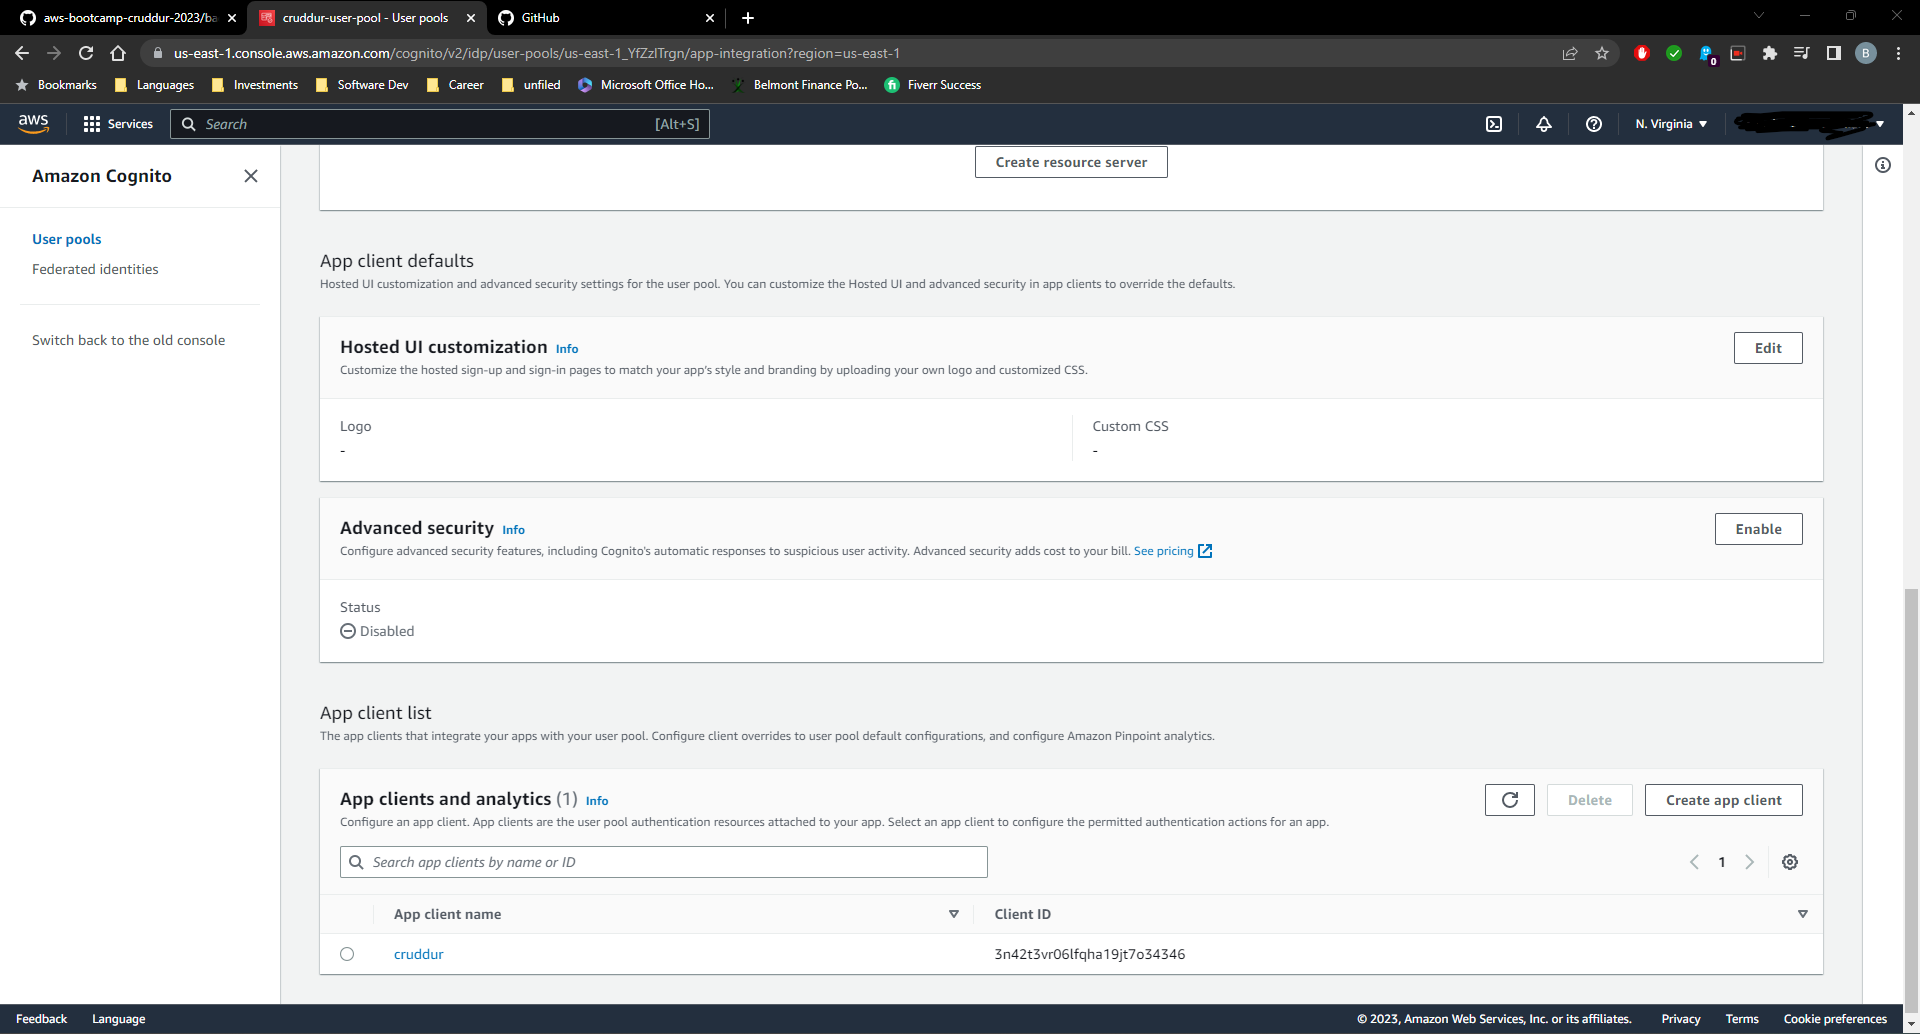 aws-bootcamp-cruddur-2023/ba
cruddur-user-pool - User pools
GitHub
us-east-1.console.aws.amazon.com/cognito/v2/idp/user-pools/us-east-1_YfZzlTrgn/app-integration?region=us-east-1
0
B
Bookmarks
Languages
Investments
Software Dev
Career
unfiled
Microsoft Office Ho...
Belmont Finance Po...
Fiverr Success
aws
Services
Search
[Alt+S]
N. Virginia
Create resource server
Amazon Cognito
User pools
Federated identities
Switch back to the old console
App client defaults
Hosted UI customization and advanced security settings for the user pool. You can customize the Hosted UI and advanced security in app clients to override the defaults.
Hosted UI customization Info
Edit
Customize the hosted sign-up and sign-in pages to match your app's style and branding by uploading your own logo and customized CSS.
Logo
-
Custom CSS
-
Advanced security Info
Enable
Configure advanced security features, including Cognito's automatic responses to suspicious user activity. Advanced security adds cost to your bill. See pricing
Status
Disabled
App client list
The app clients that integrate your apps with your user pool. Configure client overrides to user pool default configurations, and configure Amazon Pinpoint analytics.
App clients and analytics (1) Info
Delete
Create app client
Configure an app client. App clients are the user pool authentication resources attached to your app. Select an app client to configure the permitted authentication actions for an app.
Search app clients by name or ID
1
App client name
Client ID
cruddur
3n42t3vr06lfqha19jt7o34346
Feedback
Language
© 2023, Amazon Web Services, Inc. or its affiliates.
Privacy
Terms
Cookie preferences